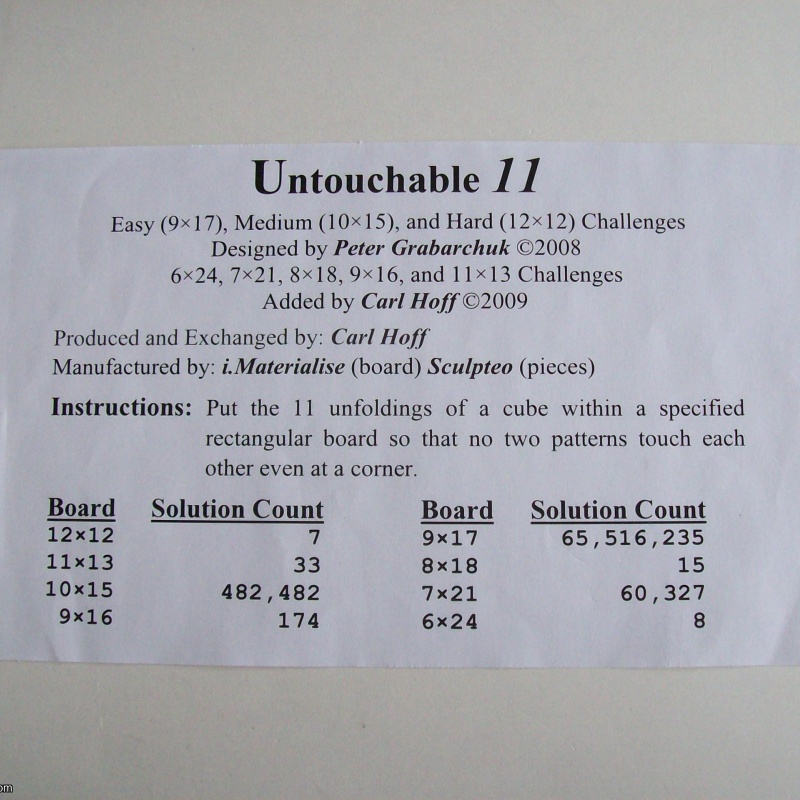 Untouchable 11
Easy (9×17), Medium (10×15), and Hard (12×12) Challenges
Designed by Peter Grabarchuk ©2008
6×24, 7×21, 8×18, 9×16, and 11×13 Challenges
Added by Carl Hoff ©2009
Produced and Exchanged by: Carl Hoff
Manufactured by: i.Materialise (board) Sculpteo (pieces)
Instructions: Put the 11 unfoldings of a cube within a specified
rectangular board so that no two patterns touch each
other even at a corner.
Board Solution Count Board Solution Count
12×12 7 9×17 65,516,235
11×13 33 8×18 15
10×15 482,482 7×21 60,327
9×16 174 6×24 8
om